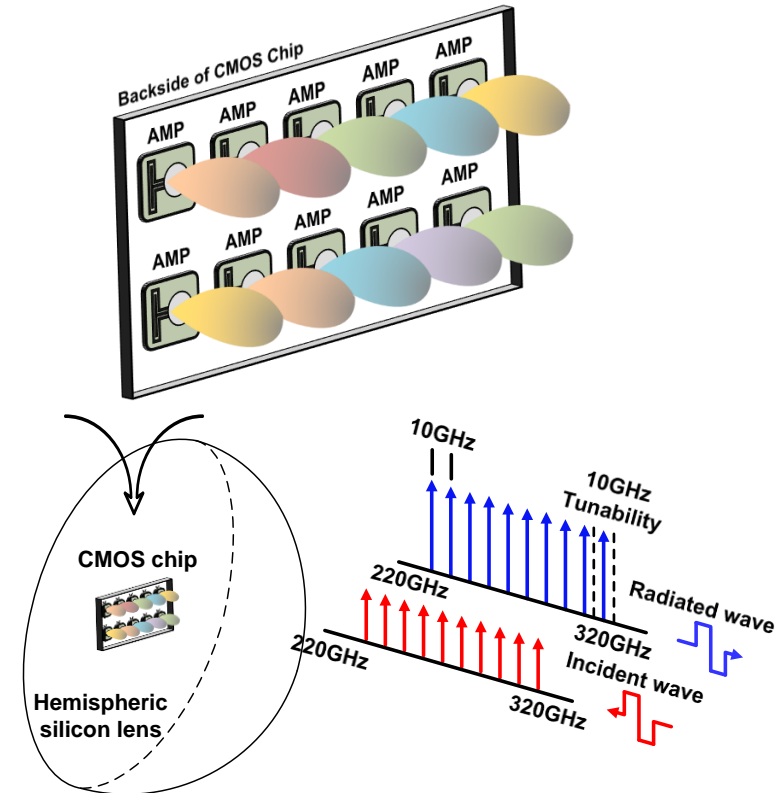 Backside of CMOS Chip
AMP
AMP
AMP
AMP
AMP
AMP
AMP
AMP
AMP
AMP
CMOS chip
Hemispheric
silicon lens
10GHz
10GHz
Tunability
220GHz
320GHz
Radiated wave
220GHz
320GHz
Incident wave